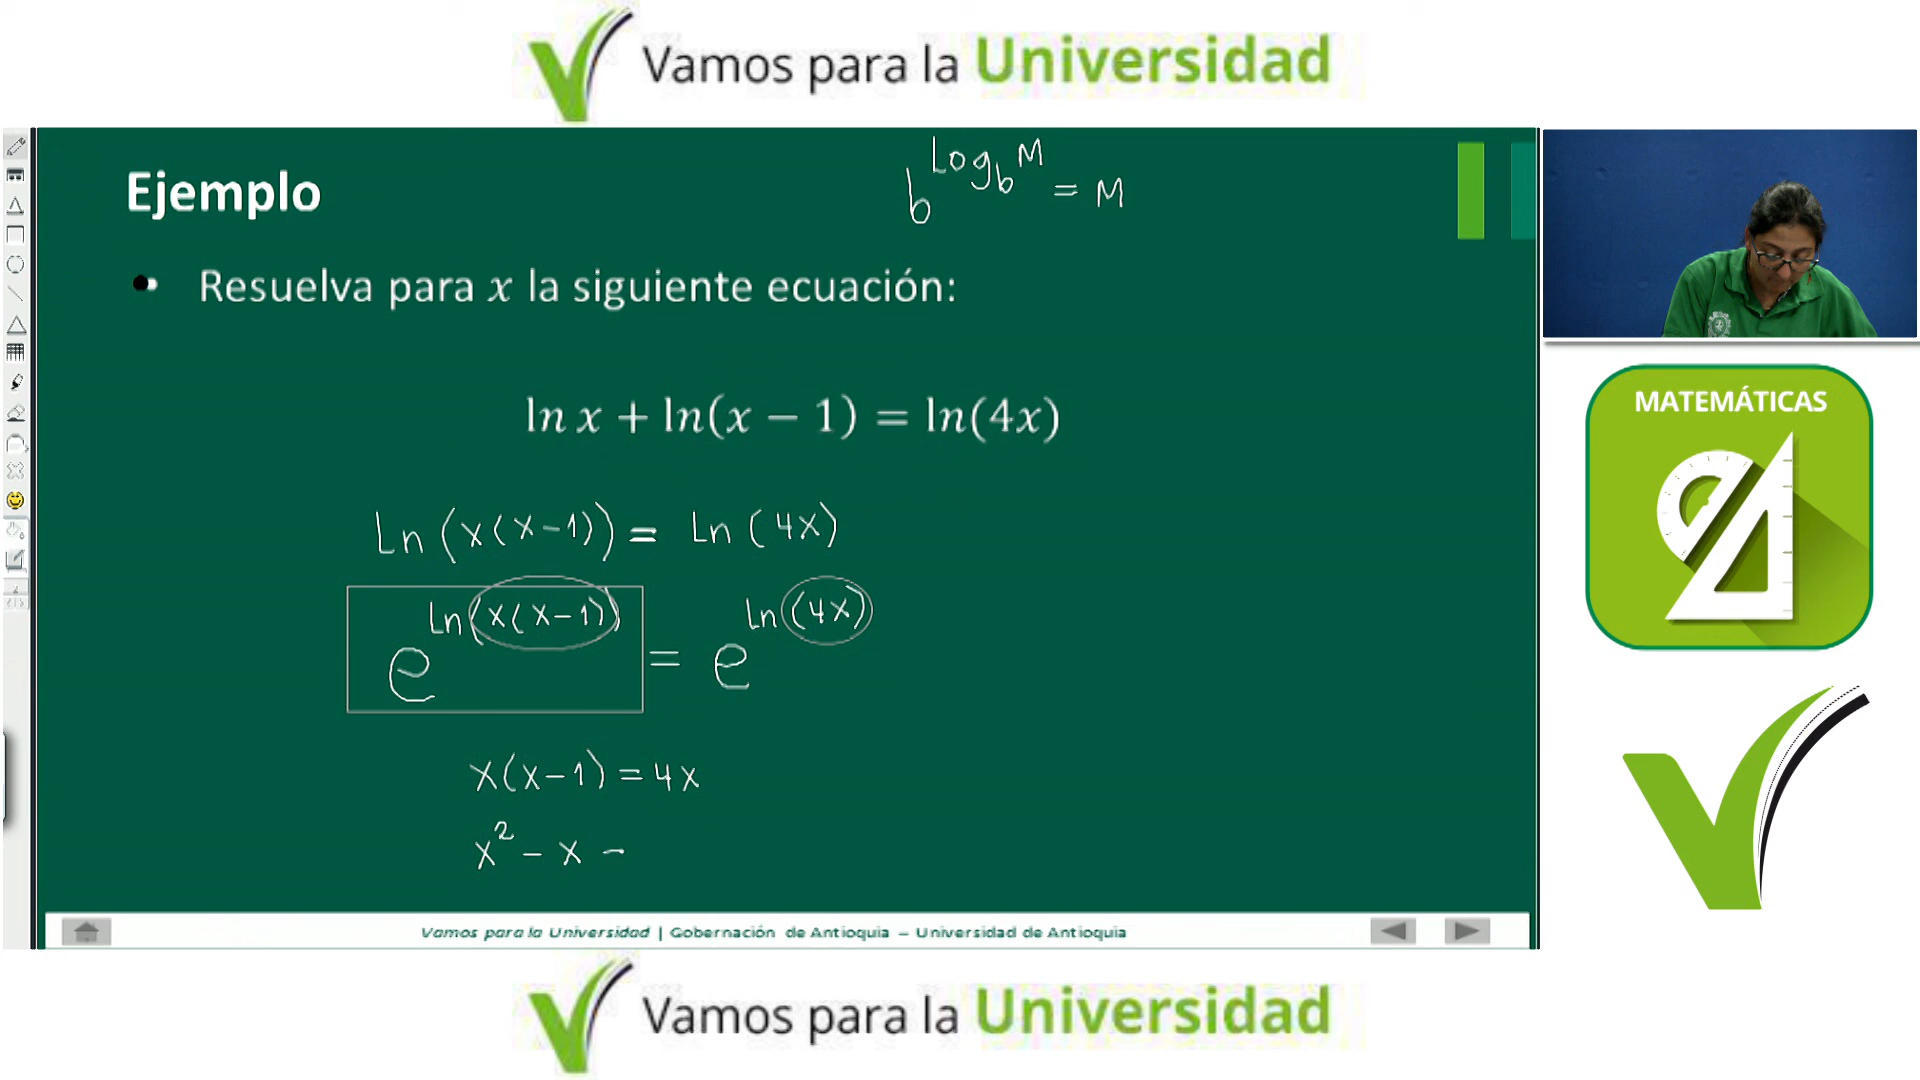 Vamos para la Universidad
Ejemplo
b^{Log_b M} = M
• Resuelva para x la siguiente ecuación:
ln x + ln(x − 1) = ln(4x)
Ln (x(x-1)) = Ln (4x)
e^{Ln(x(x-1))} = e^{ln(4x)}
x(x-1) = 4x
x² - x -
Vamos para la Universidad | Gobernación de Antioquia – Universidad de Antioquia
MATEMÁTICAS
Vamos para la Universidad